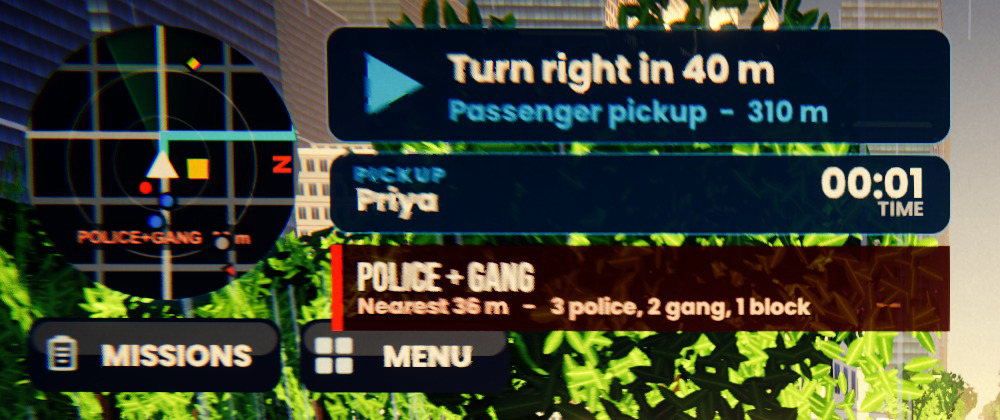 Turn right in 40 m
Passenger pickup - 310 m
PICKUP
Priya
00:01
TIME
N
POLICE+GANG m
POLICE + GANG
Nearest 36 m - 3 police, 2 gang, 1 block
MISSIONS
MENU